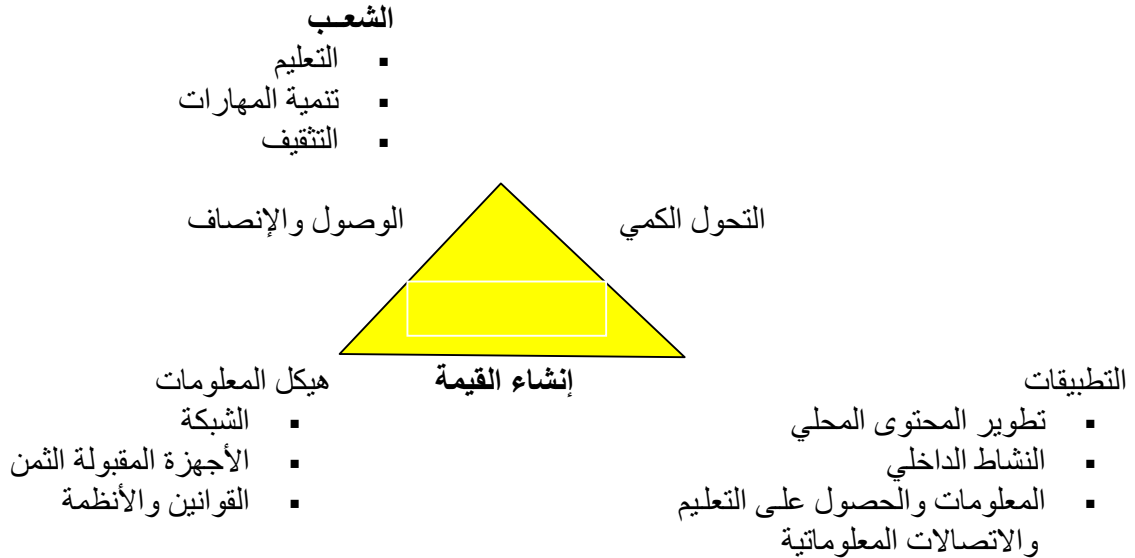 الشعــب
▪ التعليم
▪ تنمية المهارات
▪ التثقيف
التحول الكمي
الوصول والإنصاف
إنشاء القيمة
التطبيقات
▪ تطوير المحتوى المحلي
▪ النشاط الداخلي
▪ المعلومات والحصول على التعليم
والاتصالات المعلوماتية
هيكل المعلومات
▪ الشبكة
▪ الأجهزة المقبولة الثمن
▪ القوانين والأنظمة